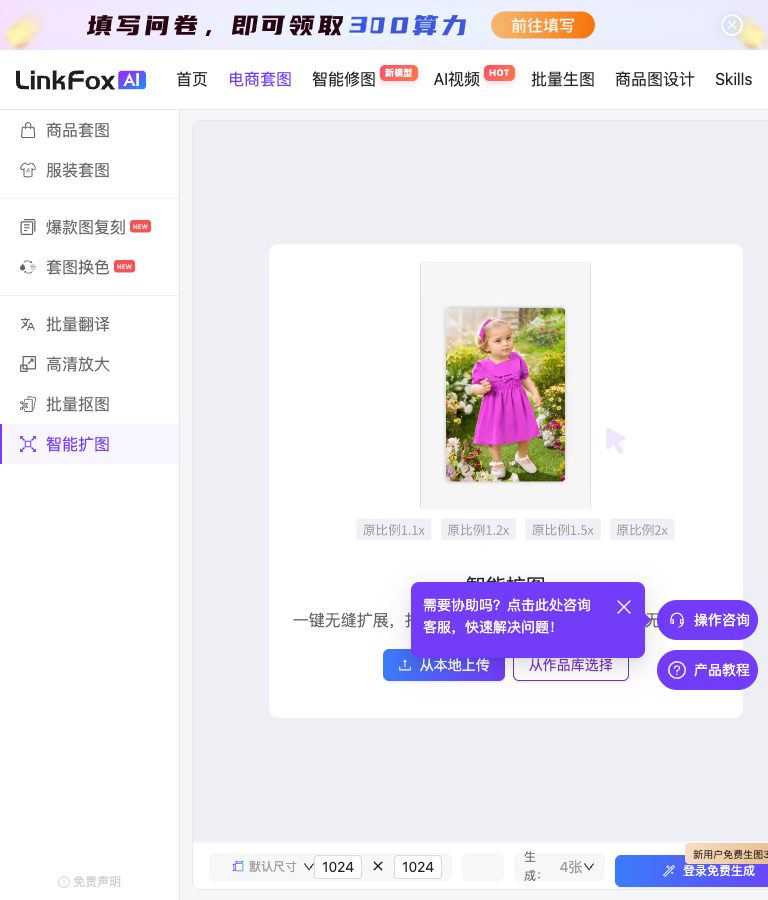 填写问卷，即可领取300算力
前往填写
LinkFox AI
首页
电商套图
智能修图
新模型
AI视频
HOT
批量生图
商品图设计
Skills
商品套图
服装套图
爆款图复刻
NEW
套图换色
NEW
批量翻译
高清放大
批量抠图
智能扩图
原比例1.1x
原比例1.2x
原比例1.5x
原比例2x
智能扩图
一键无缝扩展，
需要协助吗？点击此处咨询
客服，快速解决问题！
操作咨询
产品教程
从本地上传
从作品库选择
免责声明
默认尺寸
1024
×
1024
生成：
4张
新用户免费生图3
登录免费生成